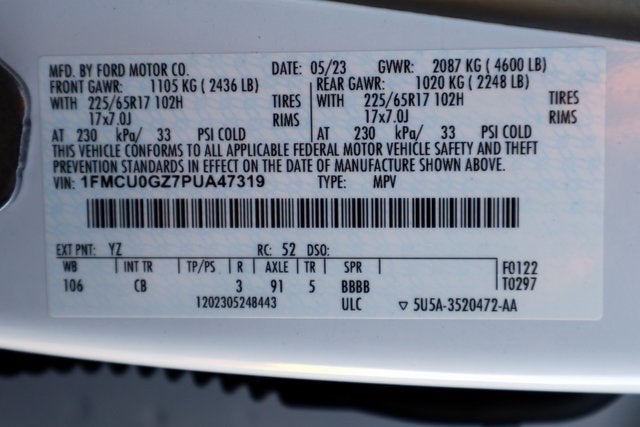 MFD. BY FORD MOTOR CO. DATE: 05/23 GVWR: 2087 KG ( 4600 LB)
FRONT GAWR: 1105 KG ( 2436 LB) REAR GAWR: 1020 KG ( 2248 LB)
WITH 225/65R17 102H TIRES WITH 225/65R17 102H TIRES
17x7.0J RIMS 17x7.0J RIMS
AT 230 kPa/ 33 PSI COLD AT 230 kPa/ 33 PSI COLD
THIS VEHICLE CONFORMS TO ALL APPLICABLE FEDERAL MOTOR VEHICLE SAFETY AND THEFT
PREVENTION STANDARDS IN EFFECT ON THE DATE OF MANUFACTURE SHOWN ABOVE.
VIN: 1FMCU0GZ7PUA47319 TYPE: MPV
EXT PNT: YZ RC: 52 DSO:
WB INT TR TP/PS R AXLE TR SPR F0122
106 CB 3 91 5 BBBB T0297
1202305248443 ULC ▽ 5U5A-3520472-AA